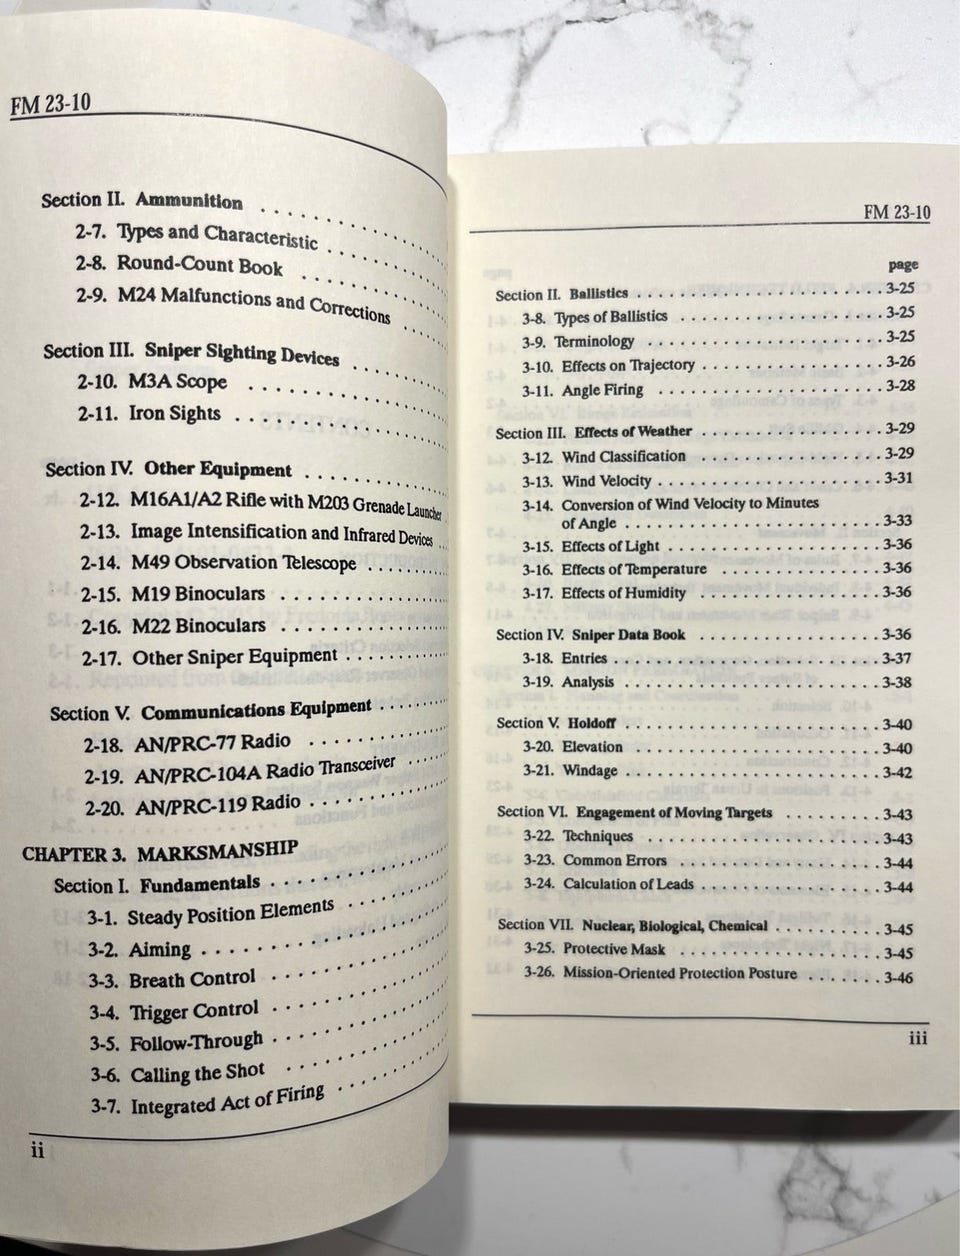 FM 23-10
Section II. Ammunition . . . . . . . . . . . . . . .
2-7. Types and Characteristic . . . . . . . . . .
2-8. Round-Count Book . . . . . . . . . . . .
2-9. M24 Malfunctions and Corrections . . . .
Section III. Sniper Sighting Devices . . . . . . . .
2-10. M3A Scope . . . . . . . . . . . . . . . .
2-11. Iron Sights . . . . . . . . . . . . . . . . .
Section IV. Other Equipment . . . . . . . . . . . .
2-12. M16A1/A2 Rifle with M203 Grenade Launcher
2-13. Image Intensification and Infrared Devices . .
2-14. M49 Observation Telescope . . . . . . . .
2-15. M19 Binoculars . . . . . . . . . . . . . .
2-16. M22 Binoculars . . . . . . . . . . . . . .
2-17. Other Sniper Equipment . . . . . . . . . .
Section V. Communications Equipment . . . . . . .
2-18. AN/PRC-77 Radio . . . . . . . . . . . .
2-19. AN/PRC-104A Radio Transceiver . . . . .
2-20. AN/PRC-119 Radio . . . . . . . . . . . .
CHAPTER 3. MARKSMANSHIP
Section I. Fundamentals . . . . . . . . . . . . . .
3-1. Steady Position Elements . . . . . . . . .
3-2. Aiming . . . . . . . . . . . . . . . . . .
3-3. Breath Control . . . . . . . . . . . . . .
3-4. Trigger Control . . . . . . . . . . . . . .
3-5. Follow-Through . . . . . . . . . . . . . .
3-6. Calling the Shot . . . . . . . . . . . . . .
3-7. Integrated Act of Firing . . . . . . . . . .
ii
FM 23-10
page
Section II. Ballistics . . . . . . . . . . . . . . . . . . . 3-25
3-8. Types of Ballistics . . . . . . . . . . . . . . . . 3-25
3-9. Terminology . . . . . . . . . . . . . . . . . . 3-25
3-10. Effects on Trajectory . . . . . . . . . . . . . . 3-26
3-11. Angle Firing . . . . . . . . . . . . . . . . . 3-28
Section III. Effects of Weather . . . . . . . . . . . . . . 3-29
3-12. Wind Classification . . . . . . . . . . . . . . 3-29
3-13. Wind Velocity . . . . . . . . . . . . . . . . . 3-31
3-14. Conversion of Wind Velocity to Minutes
of Angle . . . . . . . . . . . . . . . . . . . 3-33
3-15. Effects of Light . . . . . . . . . . . . . . . . 3-36
3-16. Effects of Temperature . . . . . . . . . . . . 3-36
3-17. Effects of Humidity . . . . . . . . . . . . . . 3-36
Section IV. Sniper Data Book . . . . . . . . . . . . . . 3-36
3-18. Entries . . . . . . . . . . . . . . . . . . . . 3-37
3-19. Analysis . . . . . . . . . . . . . . . . . . . 3-38
Section V. Holdoff . . . . . . . . . . . . . . . . . . . . 3-40
3-20. Elevation . . . . . . . . . . . . . . . . . . . 3-40
3-21. Windage . . . . . . . . . . . . . . . . . . . 3-42
Section VI. Engagement of Moving Targets . . . . . . . . 3-43
3-22. Techniques . . . . . . . . . . . . . . . . . . 3-43
3-23. Common Errors . . . . . . . . . . . . . . . . 3-44
3-24. Calculation of Leads . . . . . . . . . . . . . . 3-44
Section VII. Nuclear, Biological, Chemical . . . . . . . . . 3-45
3-25. Protective Mask . . . . . . . . . . . . . . . . 3-45
3-26. Mission-Oriented Protection Posture . . . . . . . 3-46
iii